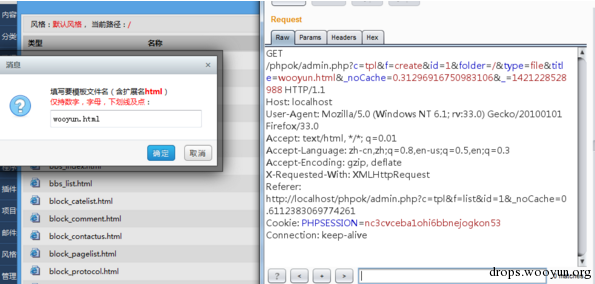 内容
分类
风格：默认风格， 当前路径：/
类型 名称
消息
填写要模板文件名（含扩展名html）
仅持数字，字母，下划线及点：
wooyun.html
确定 取消
bbs_index.html
插件
项目
邮件
风格
管理
bbs_list.html
block_catelist.html
block_comment.html
block_contactus.html
block_pagelist.html
block_protocol.html
Request
Raw Params Headers Hex
GET
/phpok/admin.php?c=tpl&f=create&id=1&folder=/&type=file&title=wooyun.html&_noCache=0.31296916750983106&_=1421228528988 HTTP/1.1
Host: localhost
User-Agent: Mozilla/5.0 (Windows NT 6.1; rv:33.0) Gecko/20100101
Firefox/33.0
Accept: text/html, */*; q=0.01
Accept-Language: zh-cn,zh;q=0.8,en-us;q=0.5,en;q=0.3
Accept-Encoding: gzip, deflate
X-Requested-With: XMLHttpRequest
Referer:
http://localhost/phpok/admin.php?c=tpl&f=list&id=1&_noCache=0.6112383069774261
Cookie: PHPSESSION=nc3cvceba1ohi6bbnejogkon53
Connection: keep-alive
? < + >
0 matches
drops.wooyun.org